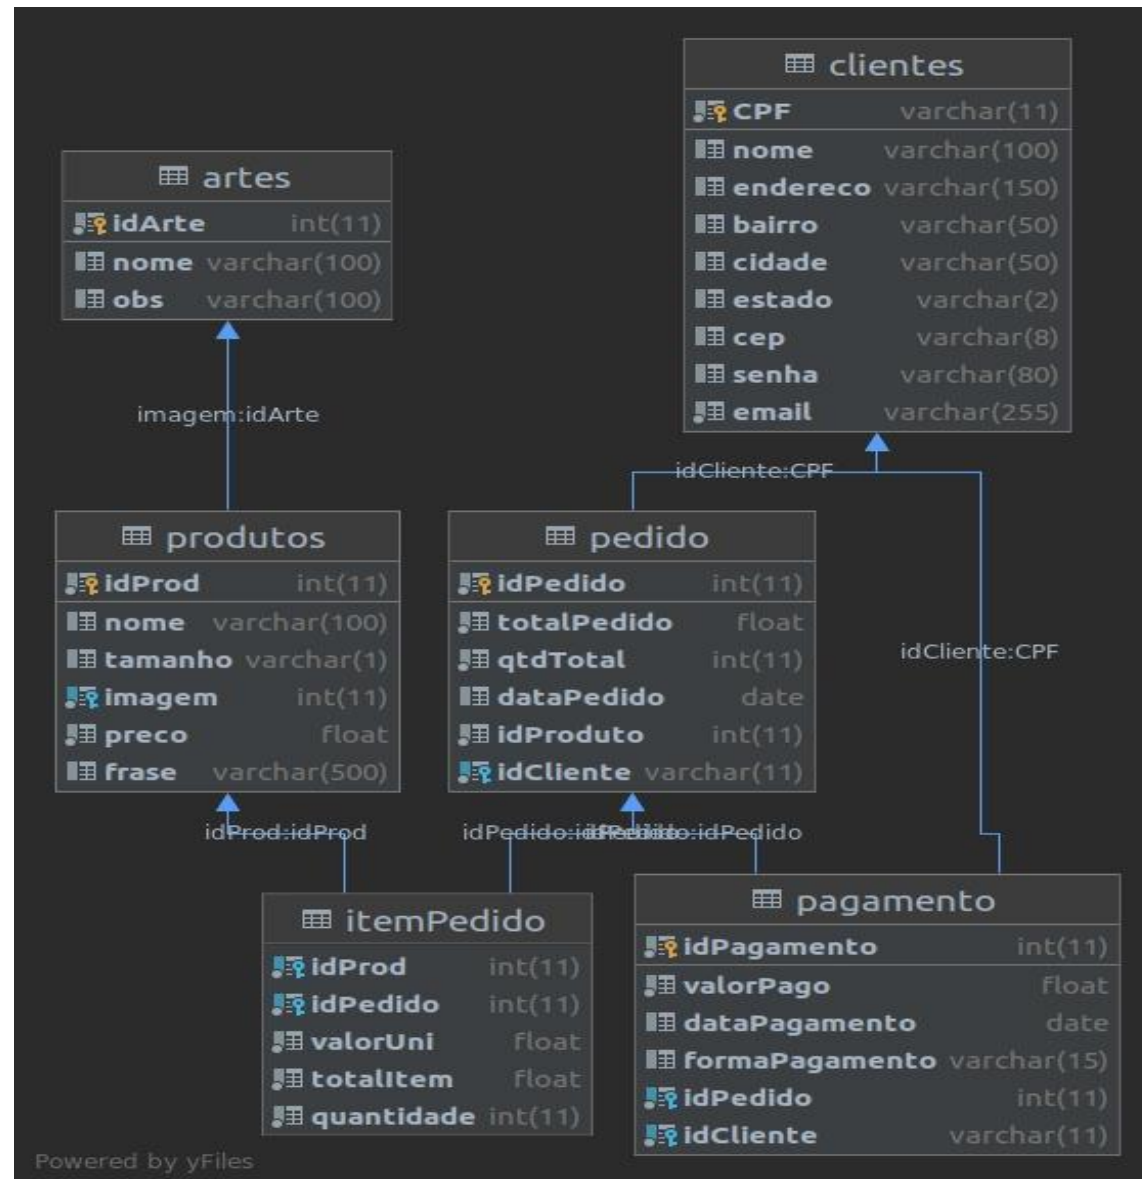 clientes
CPF varchar(11)
nome varchar(100)
endereco varchar(150)
bairro varchar(50)
cidade varchar(50)
estado varchar(2)
cep varchar(8)
senha varchar(80)
email varchar(255)
artes
idArte int(11)
nome varchar(100)
obs varchar(100)
imagem:idArte
idCliente:CPF
produtos
idProd int(11)
nome varchar(100)
tamanho varchar(1)
imagem int(11)
preco float
frase varchar(500)
pedido
idPedido int(11)
totalPedido float
qtdTotal int(11)
dataPedido date
idProduto int(11)
idCliente varchar(11)
idCliente:CPF
idProd:idProd
idPedido:idPedido
idPedido:idPedido
itemPedido
idProd int(11)
idPedido int(11)
valorUni float
totalItem float
quantidade int(11)
pagamento
idPagamento int(11)
valorPago float
dataPagamento date
formaPagamento varchar(15)
idPedido int(11)
idCliente varchar(11)
Powered by yFiles